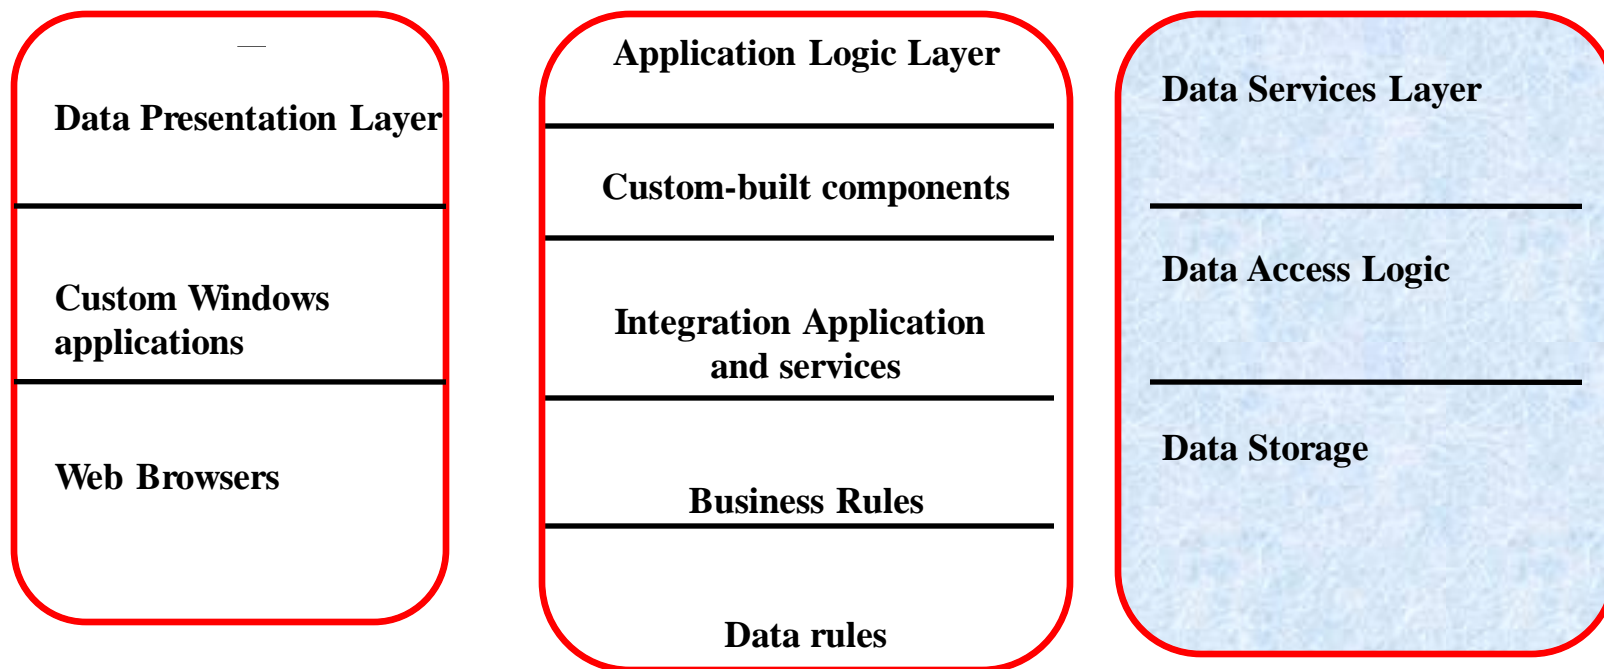 Data Presentation Layer
Custom Windows
applications
Web Browsers
Application Logic Layer
Custom-built components
Integration Application
and services
Business Rules
Data rules
Data Services Layer
Data Access Logic
Data Storage